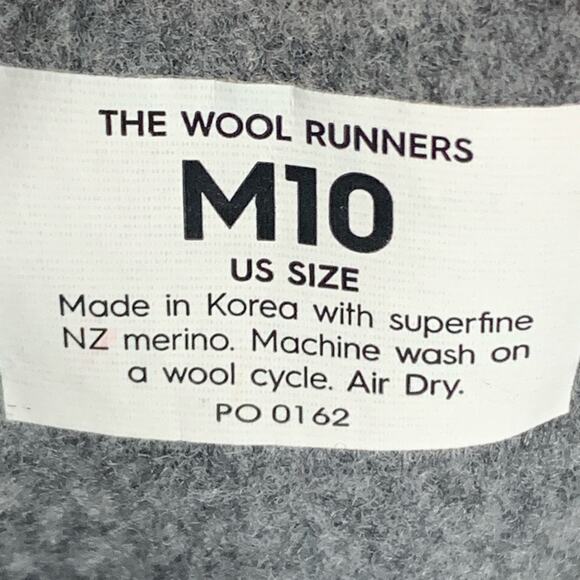 THE WOOL RUNNERS
M10
US SIZE
Made in Korea with superfine
NZ merino. Machine wash on
a wool cycle. Air Dry.
PO 0162